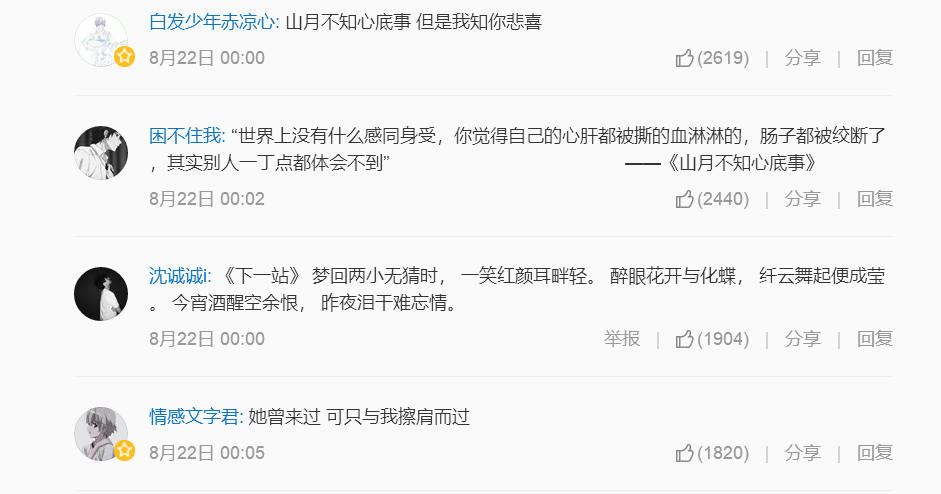 白发少年赤凉心: 山月不知心底事 但是我知你悲喜
8月22日 00:00 (2619) | 分享 | 回复
困不住我: “世界上没有什么感同身受，你觉得自己的心肝都被撕的血淋淋的，肠子都被绞断了
，其实别人一丁点都体会不到” ——《山月不知心底事》
8月22日 00:02 (2440) | 分享 | 回复
沈诚诚i: 《下一站》 梦回两小无猜时， 一笑红颜耳畔轻。 醉眼花开与化蝶， 纤云舞起便成莹
。 今宵酒醒空余恨， 昨夜泪干难忘情。
8月22日 00:00 举报 | (1904) | 分享 | 回复
情感文字君: 她曾来过 可只与我擦肩而过
8月22日 00:05 (1820) | 分享 | 回复